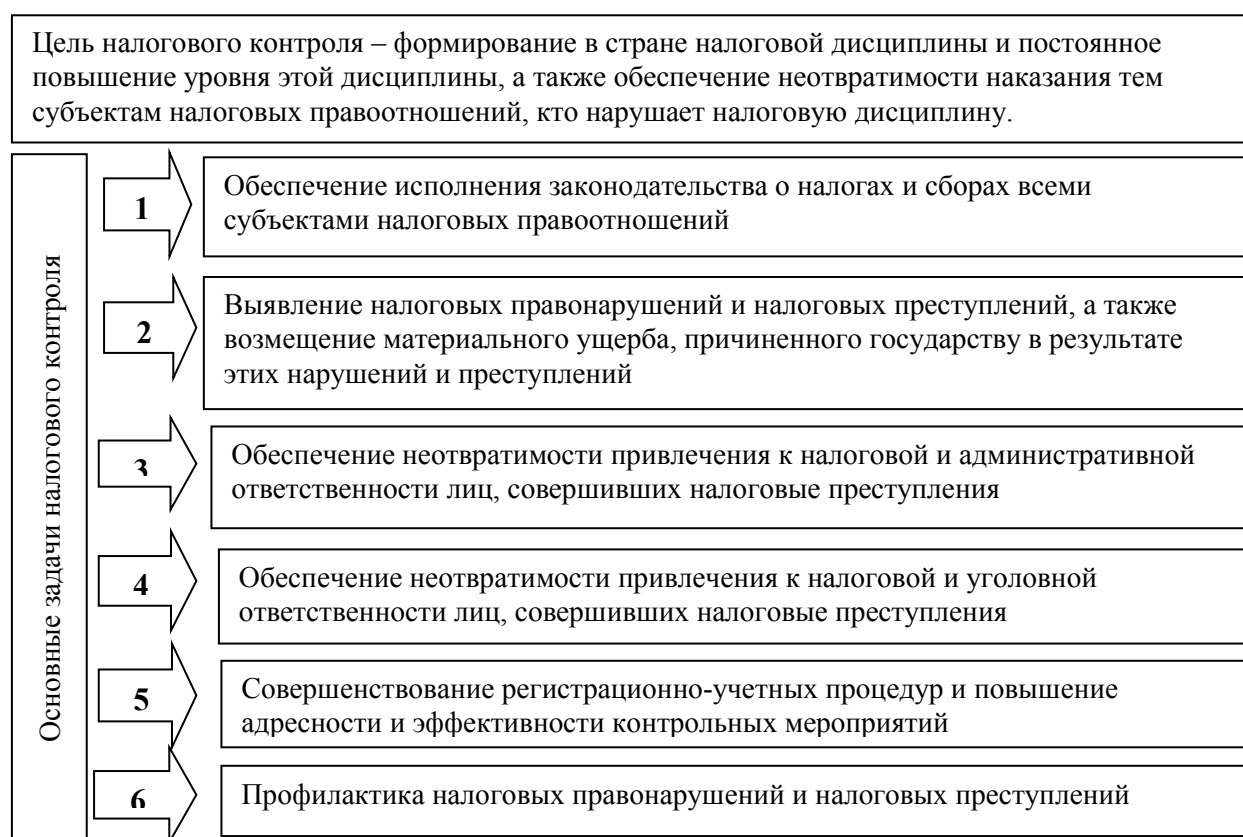 Цель налогового контроля – формирование в стране налоговой дисциплины и постоянное
повышение уровня этой дисциплины, а также обеспечение неотвратимости наказания тем
субъектам налоговых правоотношений, кто нарушает налоговую дисциплину.
Основные задачи налогового контроля
1
Обеспечение исполнения законодательства о налогах и сборах всеми
субъектами налоговых правоотношений
2
Выявление налоговых правонарушений и налоговых преступлений, а также
возмещение материального ущерба, причиненного государству в результате
этих нарушений и преступлений
3
Обеспечение неотвратимости привлечения к налоговой и административной
ответственности лиц, совершивших налоговые преступления
4
Обеспечение неотвратимости привлечения к налоговой и уголовной
ответственности лиц, совершивших налоговые преступления
5
Совершенствование регистрационно-учетных процедур и повышение
адресности и эффективности контрольных мероприятий
6
Профилактика налоговых правонарушений и налоговых преступлений